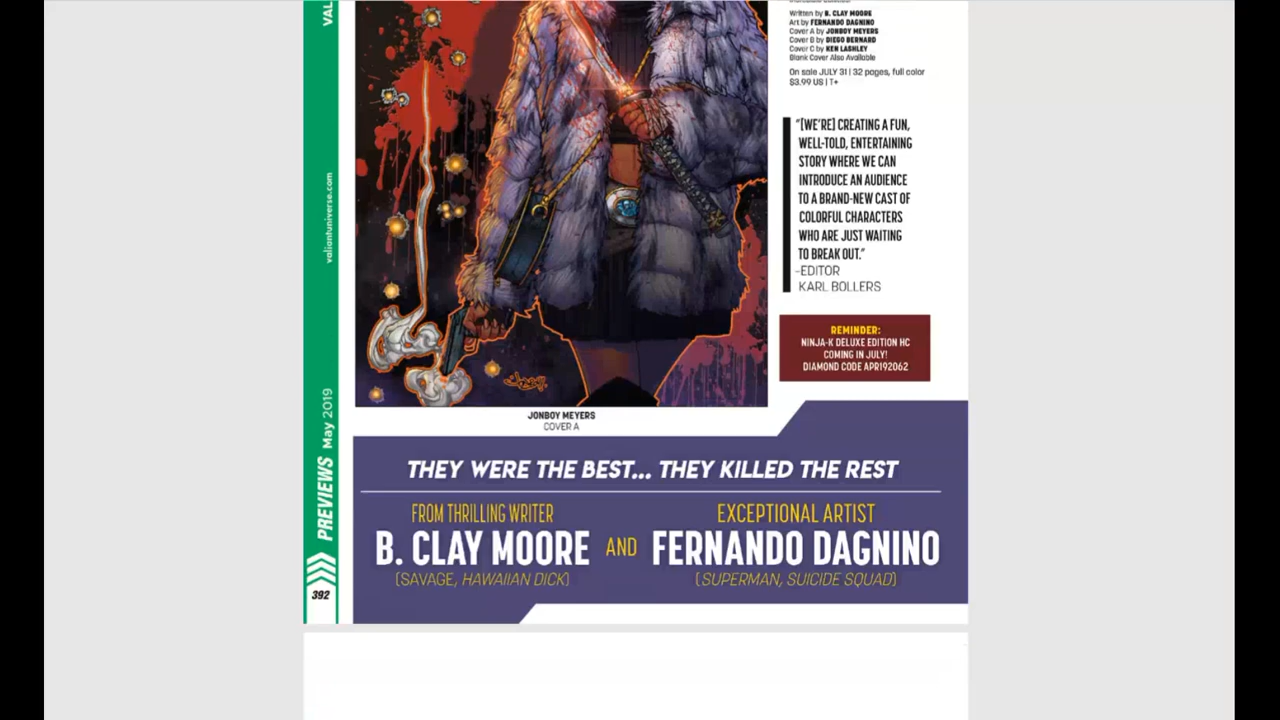 VAL
valiantuniverse.com
PREVIEWS May 2019
392
Written by B. CLAY MOORE
Art by FERNANDO DAGNINO
Cover A by JONBOY MEYERS
Cover B by DIEGO BERNARD
Cover C by KEN LASHLEY
Blank Cover Also Available
On sale JULY 31 | 32 pages, full color
$3.99 US | T+
"[WE'RE] CREATING A FUN,
WELL-TOLD, ENTERTAINING
STORY WHERE WE CAN
INTRODUCE AN AUDIENCE
TO A BRAND-NEW CAST OF
COLORFUL CHARACTERS
WHO ARE JUST WAITING
TO BREAK OUT."
-EDITOR
KARL BOLLERS
REMINDER:
NINJA-K DELUXE EDITION HC
COMING IN JULY!
DIAMOND CODE APR192062
JONBOY MEYERS
COVER A
THEY WERE THE BEST... THEY KILLED THE REST
FROM THRILLING WRITER
B. CLAY MOORE
(SAVAGE, HAWAIIAN DICK)
AND
EXCEPTIONAL ARTIST
FERNANDO DAGNINO
(SUPERMAN, SUICIDE SQUAD)